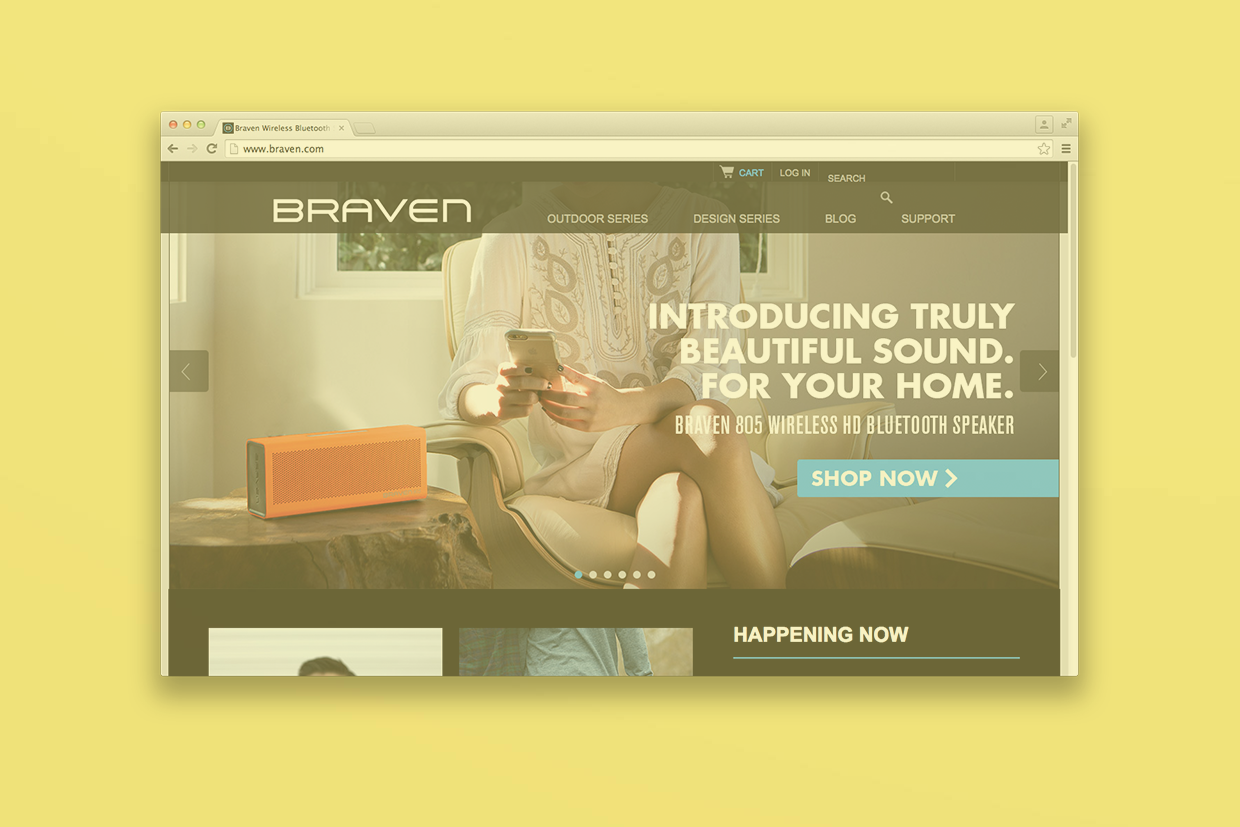 Braven Wireless Bluetooth
www.braven.com
CART LOG IN SEARCH
BRAVEN
OUTDOOR SERIES DESIGN SERIES BLOG SUPPORT
INTRODUCING TRULY
BEAUTIFUL SOUND.
FOR YOUR HOME.
BRAVEN 805 WIRELESS HD BLUETOOTH SPEAKER
SHOP NOW
HAPPENING NOW